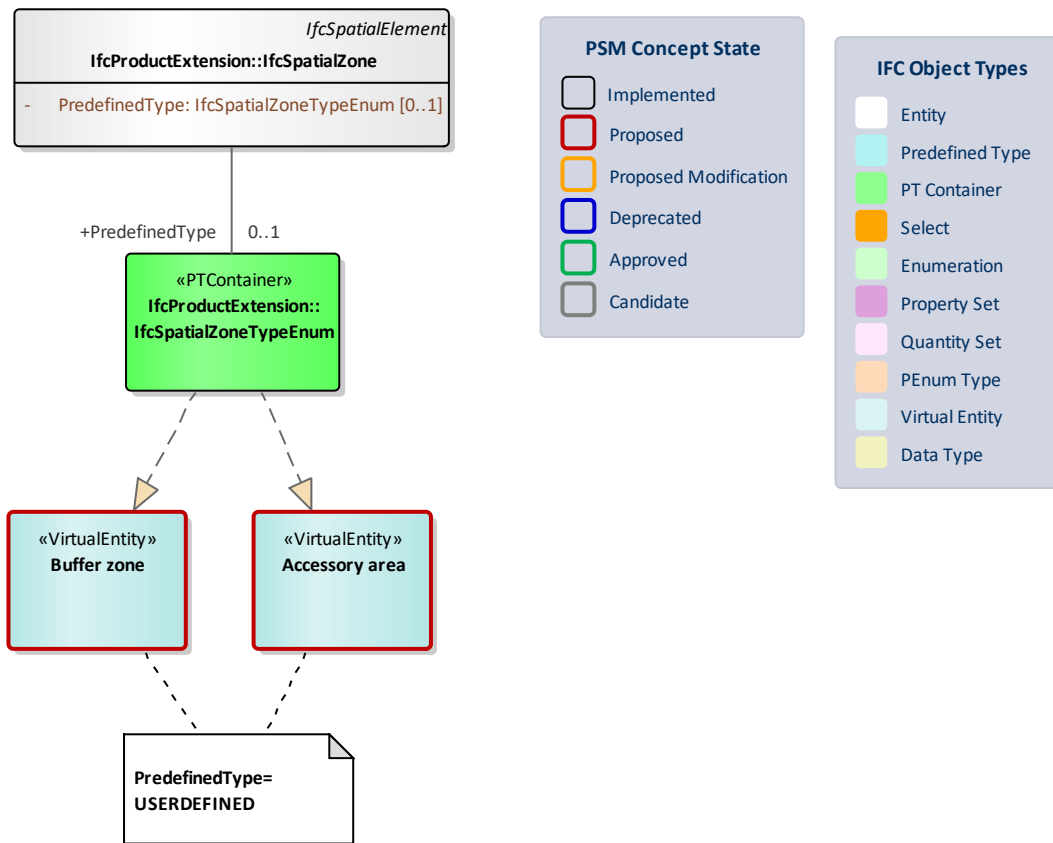 IfcSpatialElement
IfcProductExtension::IfcSpatialZone
- PredefinedType: IfcSpatialZoneTypeEnum [0..1]
+PredefinedType 0..1
«PTContainer»
IfcProductExtension::
IfcSpatialZoneTypeEnum
«VirtualEntity»
Buffer zone
«VirtualEntity»
Accessory area
PredefinedType=
USERDEFINED
PSM Concept State
Implemented
Proposed
Proposed Modification
Deprecated
Approved
Candidate
IFC Object Types
Entity
Predefined Type
PT Container
Select
Enumeration
Property Set
Quantity Set
PEnum Type
Virtual Entity
Data Type